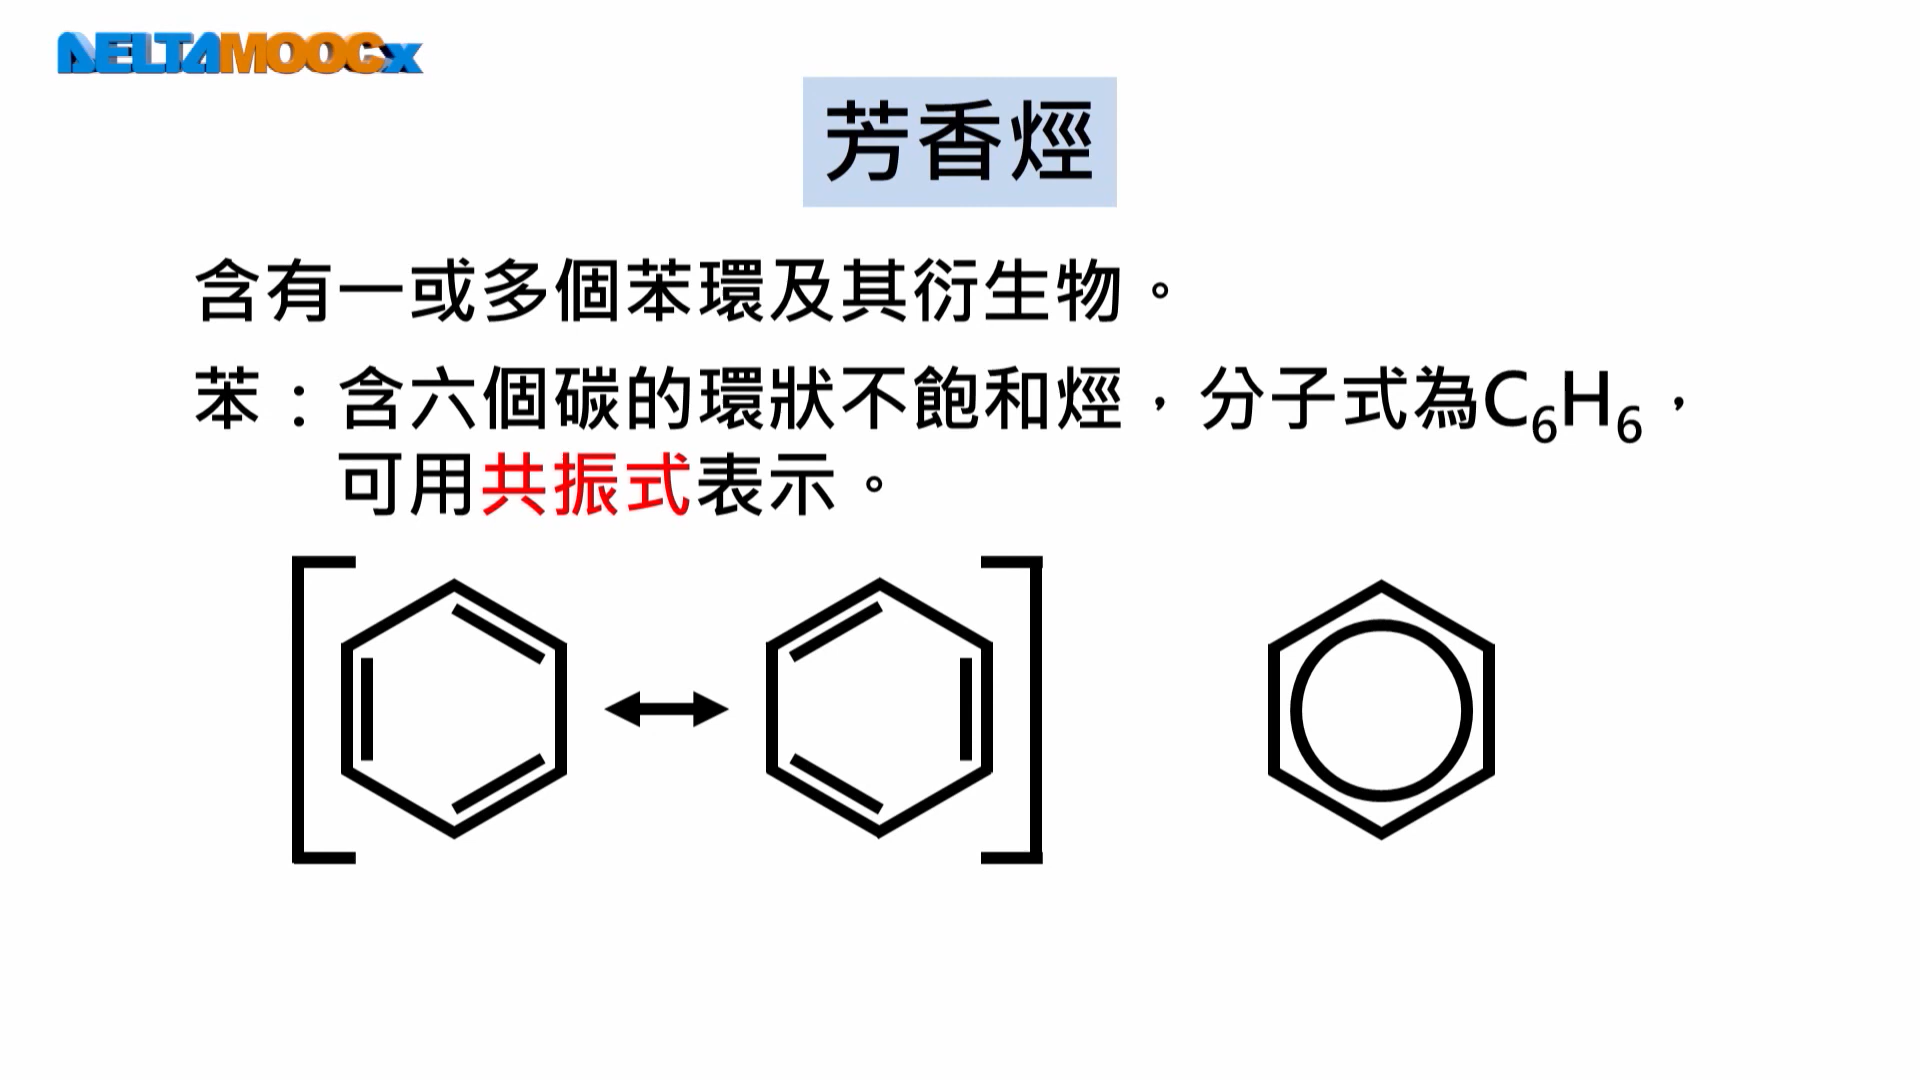 DELTAMOOCx
芳香烴
含有一或多個苯環及其衍生物。
苯：含六個碳的環狀不飽和烴，分子式為C₆H₆，
可用共振式表示。